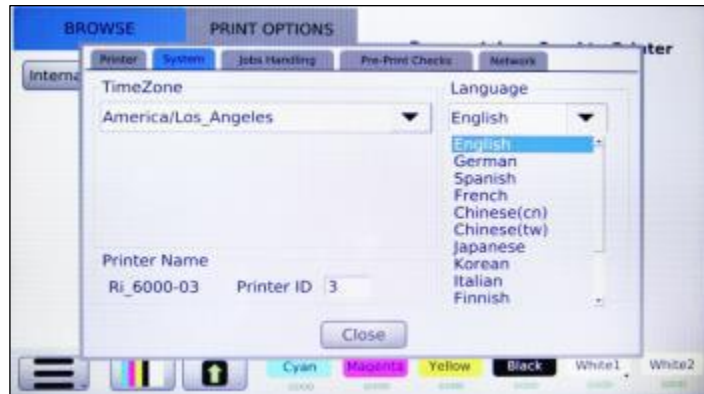 BROWSE
PRINT OPTIONS
Interna
Printer
System
Jobs Handling
Pre-Print Checks
Network
TimeZone
America/Los_Angeles
Language
English
English
German
Spanish
French
Chinese(cn)
Chinese(tw)
Japanese
Korean
Italian
Finnish
Printer Name
Ri_6000-03
Printer ID 3
Close
Cyan
Magenta
Yellow
Black
White1
White2